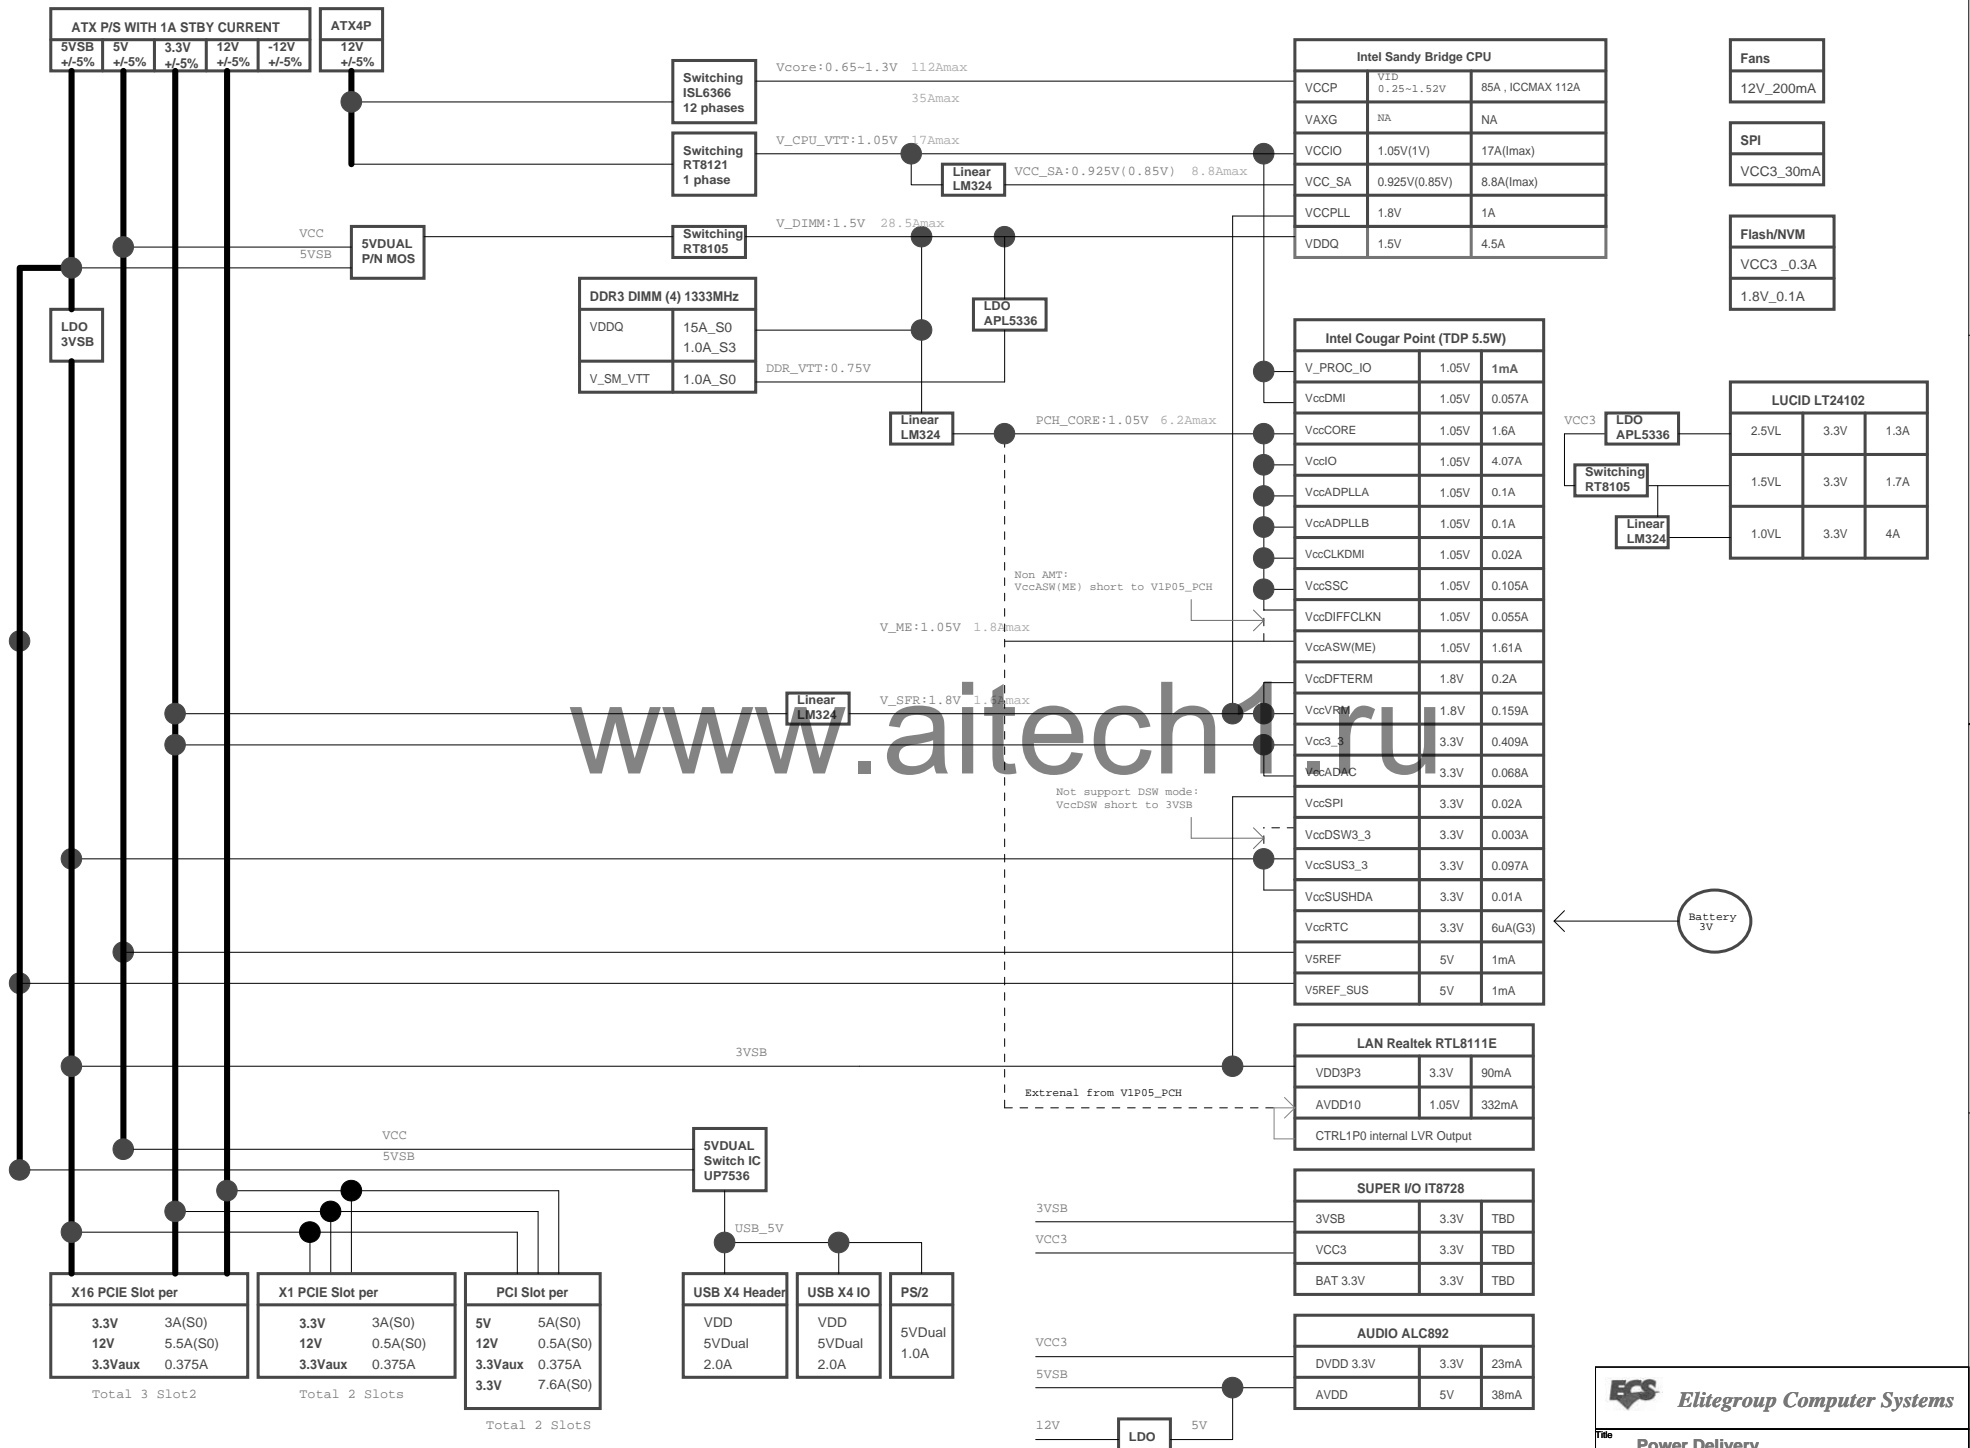 ATX P/S WITH 1A STBY CURRENT
5VSB 5V 3.3V 12V -12V
+/-5% +/-5% +/-5% +/-5% +/-5%
ATX4P
12V
+/-5%
Switching
ISL6366
12 phases
Vcore:0.65~1.3V 112Amax
35Amax
Switching
RT8121
1 phase
V_CPU_VTT:1.05V 17Amax
Linear
LM324
VCC_SA:0.925V(0.85V) 8.8Amax
VCC
5VSB
5VDUAL
P/N MOS
Switching
RT8105
V_DIMM:1.5V 28.5Amax
LDO
3VSB
DDR3 DIMM (4) 1333MHz
VDDQ 15A_S0
1.0A_S3
V_SM_VTT 1.0A_S0
DDR_VTT:0.75V
LDO
APL5336
Linear
LM324
PCH_CORE:1.05V 6.2Amax
Intel Sandy Bridge CPU
VCCP VID 0.25~1.52V 85A , ICCMAX 112A
VAXG NA NA
VCCIO 1.05V(1V) 17A(Imax)
VCC_SA 0.925V(0.85V) 8.8A(Imax)
VCCPLL 1.8V 1A
VDDQ 1.5V 4.5A
Fans
12V_200mA
SPI
VCC3_30mA
Flash/NVM
VCC3 _0.3A
1.8V_0.1A
Intel Cougar Point (TDP 5.5W)
V_PROC_IO 1.05V 1mA
VccDMI 1.05V 0.057A
VccCORE 1.05V 1.6A
VccIO 1.05V 4.07A
VccADPLLA 1.05V 0.1A
VccADPLLB 1.05V 0.1A
VccCLKDMI 1.05V 0.02A
VccSSC 1.05V 0.105A
VccDIFFCLKN 1.05V 0.055A
VccASW(ME) 1.05V 1.61A
VccDFTERM 1.8V 0.2A
VccVRM 1.8V 0.159A
Vcc3_3 3.3V 0.409A
VccADAC 3.3V 0.068A
VccSPI 3.3V 0.02A
VccDSW3_3 3.3V 0.003A
VccSUS3_3 3.3V 0.097A
VccSUSHDA 3.3V 0.01A
VccRTC 3.3V 6uA(G3)
V5REF 5V 1mA
V5REF_SUS 5V 1mA
VCC3
LDO
APL5336
Switching
RT8105
Linear
LM324
LUCID LT24102
2.5VL 3.3V 1.3A
1.5VL 3.3V 1.7A
1.0VL 3.3V 4A
Non AMT:
VccASW(ME) short to V1P05_PCH
V_ME:1.05V 1.8Amax
Linear
LM324
V_SFR:1.8V 1.6Amax
www.aitech1.ru
Not support DSW mode:
VccDSW short to 3VSB
Battery
3V
3VSB
Extrenal from V1P05_PCH
LAN Realtek RTL8111E
VDD3P3 3.3V 90mA
AVDD10 1.05V 332mA
CTRL1P0 internal LVR Output
VCC
5VSB
5VDUAL
Switch IC
UP7536
USB_5V
3VSB
VCC3
SUPER I/O IT8728
3VSB 3.3V TBD
VCC3 3.3V TBD
BAT 3.3V 3.3V TBD
X16 PCIE Slot per
3.3V 3A(S0)
12V 5.5A(S0)
3.3Vaux 0.375A
Total 3 Slot2
X1 PCIE Slot per
3.3V 3A(S0)
12V 0.5A(S0)
3.3Vaux 0.375A
Total 2 Slots
PCI Slot per
5V 5A(S0)
12V 0.5A(S0)
3.3Vaux 0.375A
3.3V 7.6A(S0)
Total 2 SlotS
USB X4 Header
VDD
5VDual
2.0A
USB X4 IO
VDD
5VDual
2.0A
PS/2
5VDual
1.0A
VCC3
5VSB
12V
LDO
5V
AUDIO ALC892
DVDD 3.3V 3.3V 23mA
AVDD 5V 38mA
ECS
Elitegroup Computer Systems
Title
Power Delivery